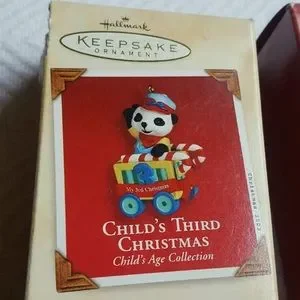 Hallmark
KEEPSAKE
ORNAMENT
My 3rd Christmas
CHILD'S THIRD
CHRISTMAS
Child's Age Collection